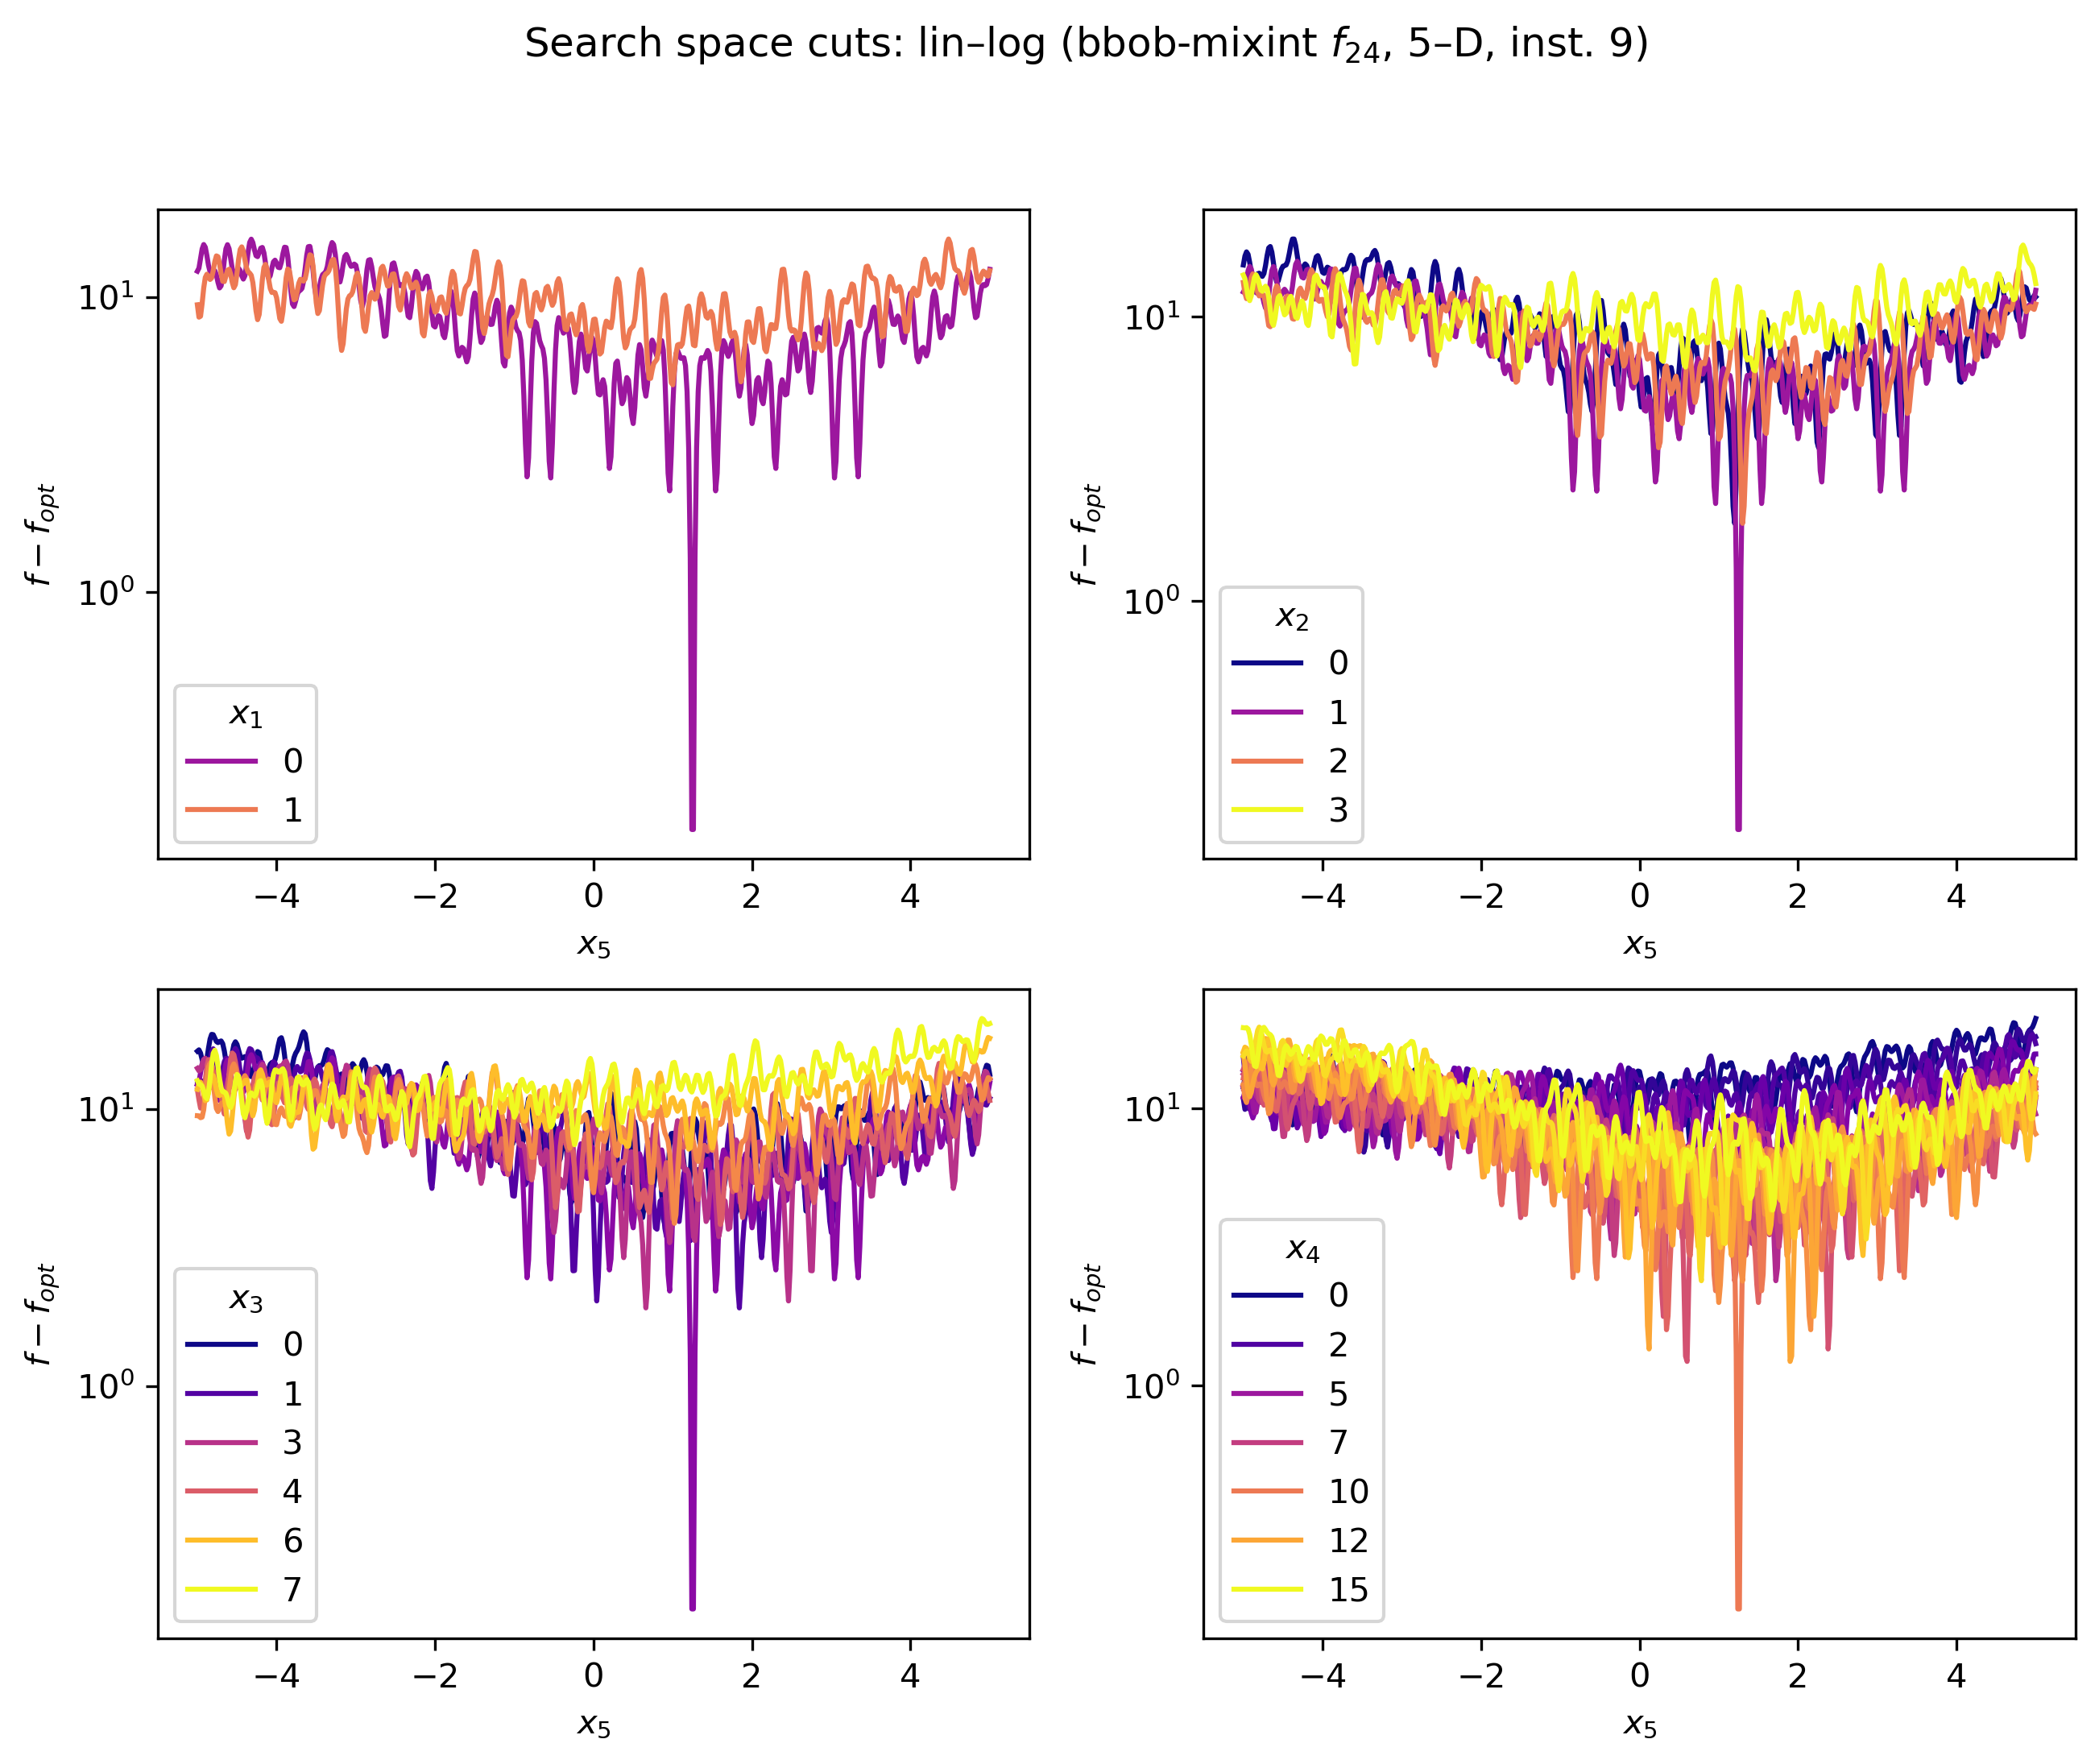 Search space cuts: lin–log (bbob-mixint f24, 5–D, inst. 9)
10^1
10^0
f − f_opt
x1
0
1
−4 −2 0 2 4
x5
10^1
10^0
f − f_opt
x2
0
1
2
3
−4 −2 0 2 4
x5
10^1
10^0
f − f_opt
x3
0
1
3
4
6
7
−4 −2 0 2 4
x5
10^1
10^0
f − f_opt
x4
0
2
5
7
10
12
15
−4 −2 0 2 4
x5